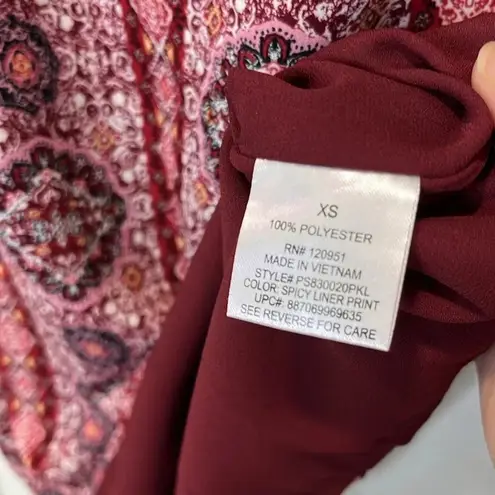 XS
100% POLYESTER
RN# 120951
MADE IN VIETNAM
STYLE# PS830020PKL
COLOR: SPICY LINER PRINT
UPC#: 887069969635
SEE REVERSE FOR CARE